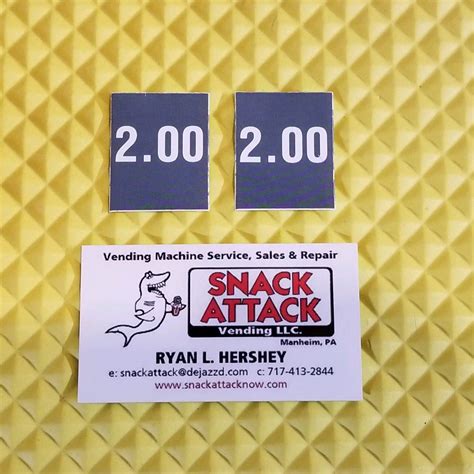 2.00 2.00
Vending Machine Service, Sales & Repair
SNACK
ATTACK
Vending LLC.
Manheim, PA
RYAN L. HERSHEY
e: snackattack@dejazzd.com c: 717-413-2844
www.snackattacknow.com